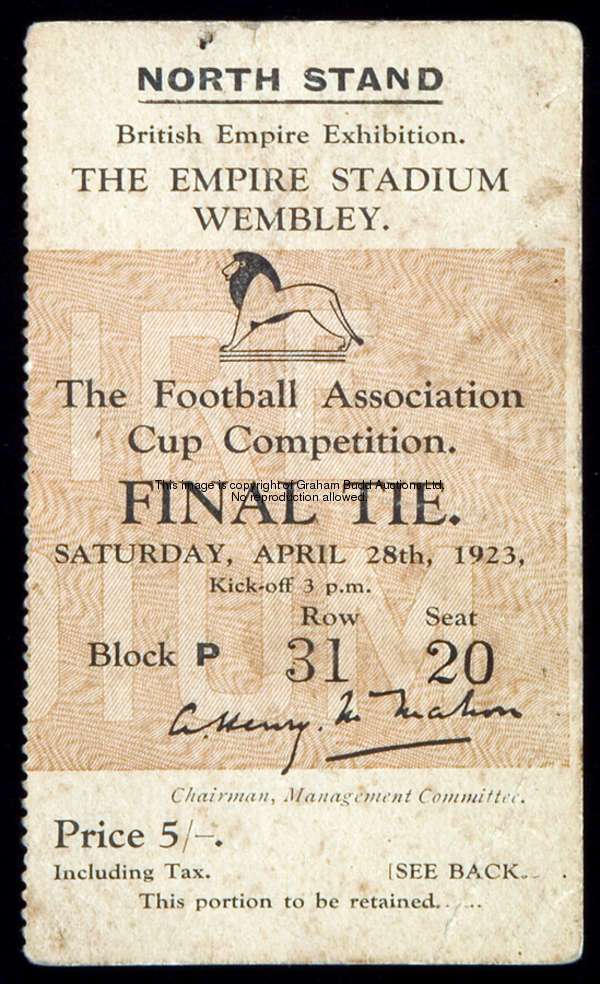 NORTH STAND
British Empire Exhibition.
THE EMPIRE STADIUM
WEMBLEY.
The Football Association
Cup Competition.
This image is copyright of Graham Budd Auctions Ltd.
No reproduction allowed.
FINAL TIE.
SATURDAY, APRIL 28th, 1923,
Kick-off 3 p.m.
Row Seat
Block P 31 20
A. Henry. McMahon
Chairman, Management Committee.
Price 5/-.
Including Tax. [SEE BACK
This portion to be retained.